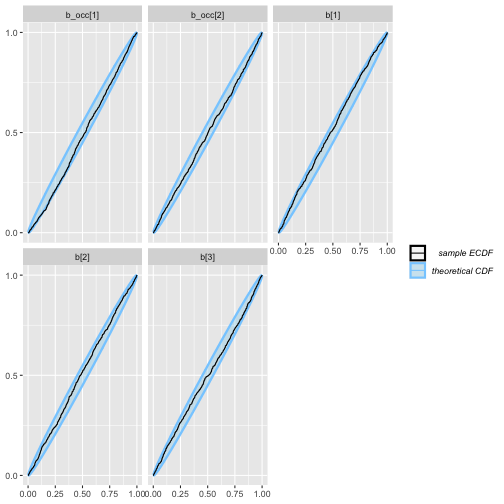 b_occ[1] b_occ[2] b[1]
1.0
0.5
0.0
0.00 0.25 0.50 0.75 1.00
sample ECDF
theoretical CDF
b[2] b[3]
1.0
0.5
0.0
0.00 0.25 0.50 0.75 1.00 0.00 0.25 0.50 0.75 1.00